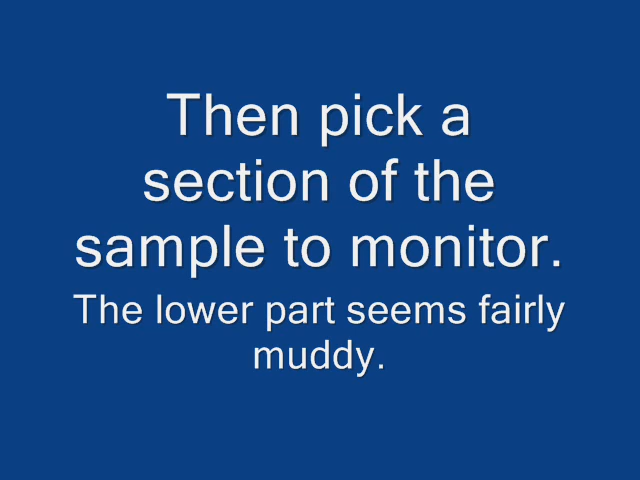 Then pick a
section of the
sample to monitor.
The lower part seems fairly
muddy.